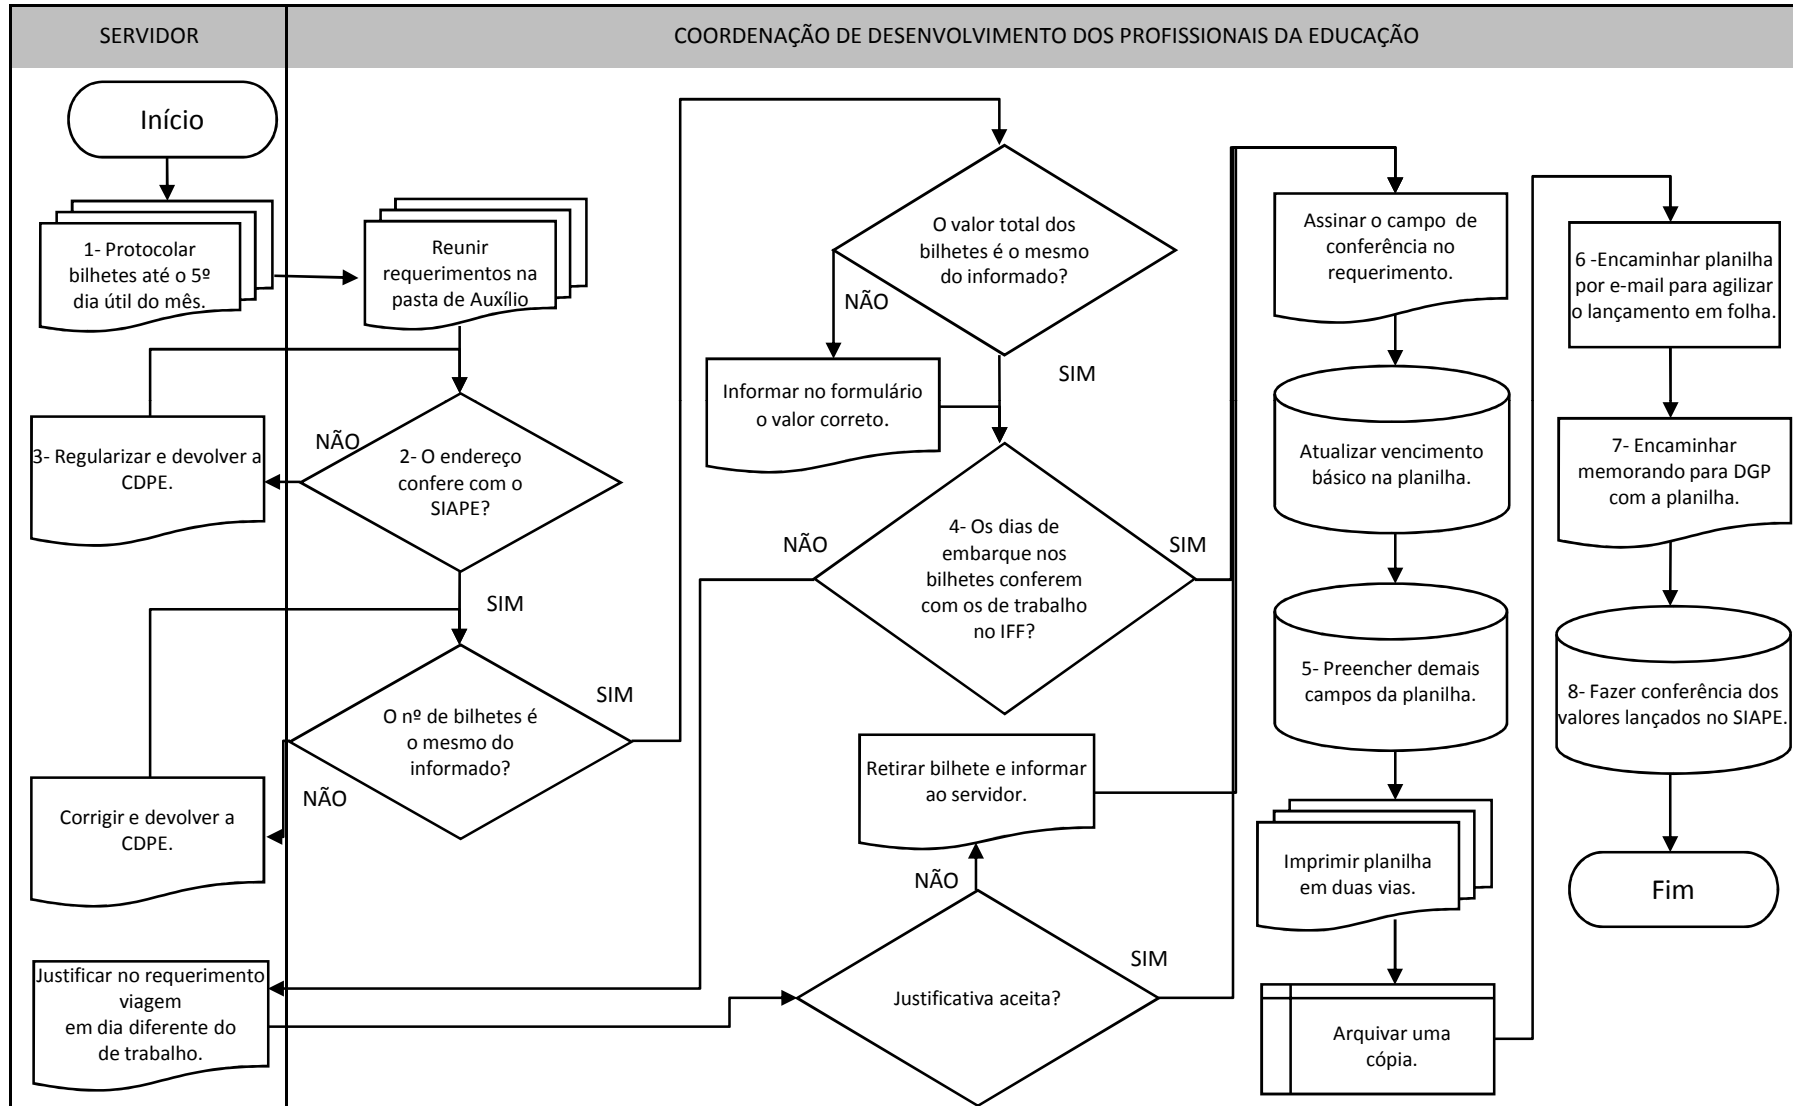 SERVIDOR
COORDENAÇÃO DE DESENVOLVIMENTO DOS PROFISSIONAIS DA EDUCAÇÃO
Início
1- Protocolar
bilhetes até o 5º
dia útil do mês.
Reunir
requerimentos na
pasta de Auxílio
NÃO
3- Regularizar e devolver a
CDPE.
2- O endereço
confere com o
SIAPE?
SIM
O nº de bilhetes é
o mesmo do
informado?
SIM
NÃO
Corrigir e devolver a
CDPE.
Justificar no requerimento
viagem
em dia diferente do
de trabalho.
O valor total dos
bilhetes é o mesmo
do informado?
NÃO
SIM
Informar no formulário
o valor correto.
4- Os dias de
embarque nos
bilhetes conferem
com os de trabalho
no IFF?
NÃO
SIM
Retirar bilhete e informar
ao servidor.
NÃO
SIM
Justificativa aceita?
Assinar o campo de
conferência no
requerimento.
Atualizar vencimento
básico na planilha.
5- Preencher demais
campos da planilha.
Imprimir planilha
em duas vias.
Arquivar uma
cópia.
6 -Encaminhar planilha
por e-mail para agilizar
o lançamento em folha.
7- Encaminhar
memorando para DGP
com a planilha.
8- Fazer conferência dos
valores lançados no SIAPE.
Fim